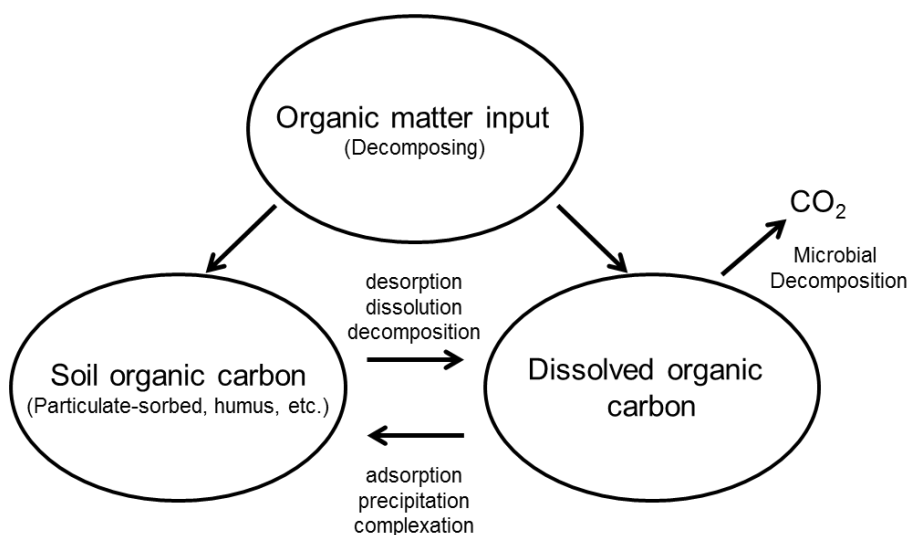 Organic matter input
(Decomposing)
CO₂
Microbial
Decomposition
desorption
dissolution
decomposition
Soil organic carbon
(Particulate-sorbed, humus, etc.)
Dissolved organic
carbon
adsorption
precipitation
complexation